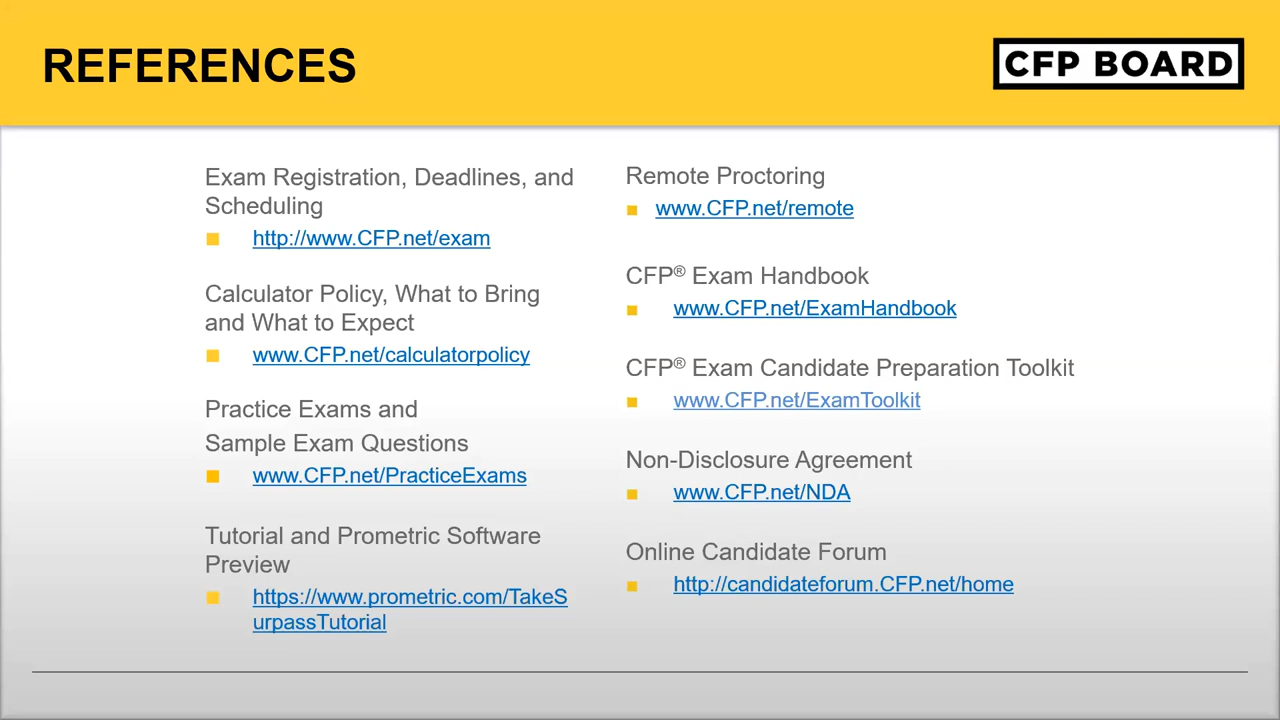 REFERENCES
CFP BOARD
Exam Registration, Deadlines, and
Scheduling
http://www.CFP.net/exam
Calculator Policy, What to Bring
and What to Expect
www.CFP.net/calculatorpolicy
Practice Exams and
Sample Exam Questions
www.CFP.net/PracticeExams
Tutorial and Prometric Software
Preview
https://www.prometric.com/TakeS
urpassTutorial
Remote Proctoring
www.CFP.net/remote
CFP® Exam Handbook
www.CFP.net/ExamHandbook
CFP® Exam Candidate Preparation Toolkit
www.CFP.net/ExamToolkit
Non-Disclosure Agreement
www.CFP.net/NDA
Online Candidate Forum
http://candidateforum.CFP.net/home